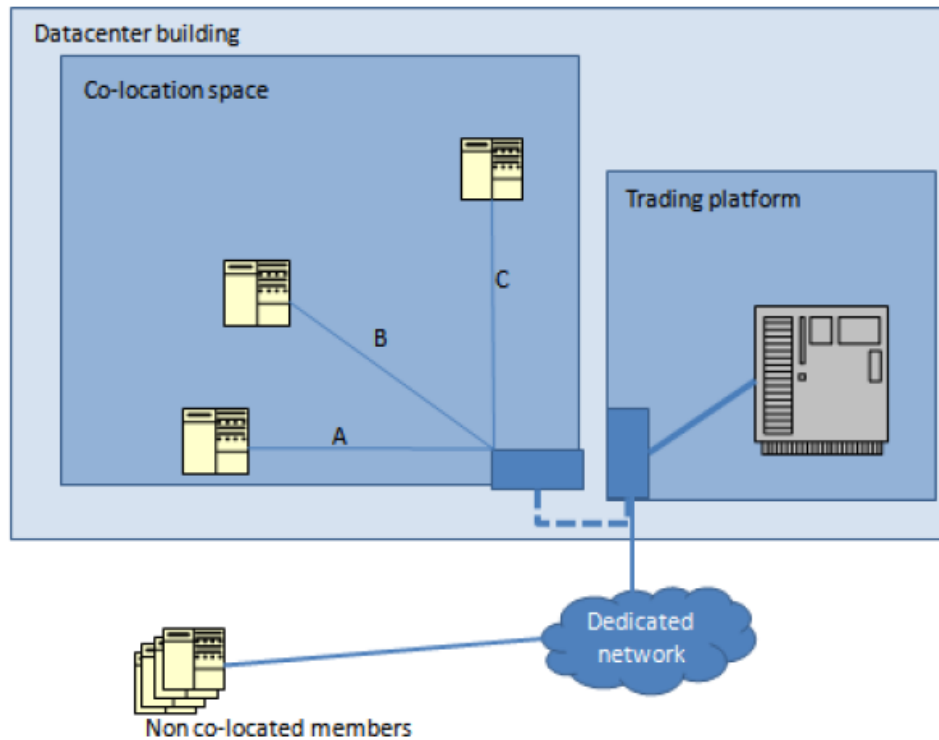 Datacenter building
Co-location space
Trading platform
C
B
A
Dedicated
network
Non co-located members